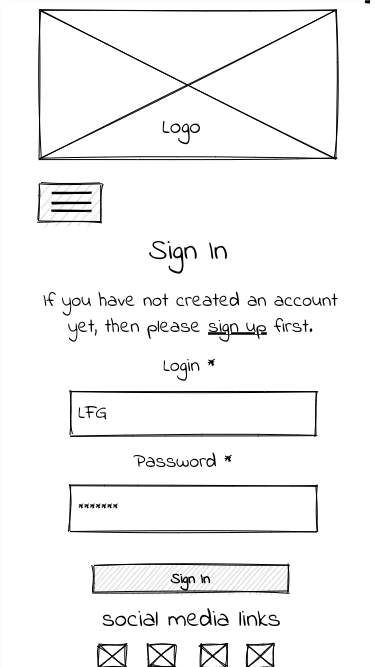 Logo
Sign In
If you have not created an account
yet, then please sign up first.
Login *
LFG
Password *
*******
Sign In
social media links